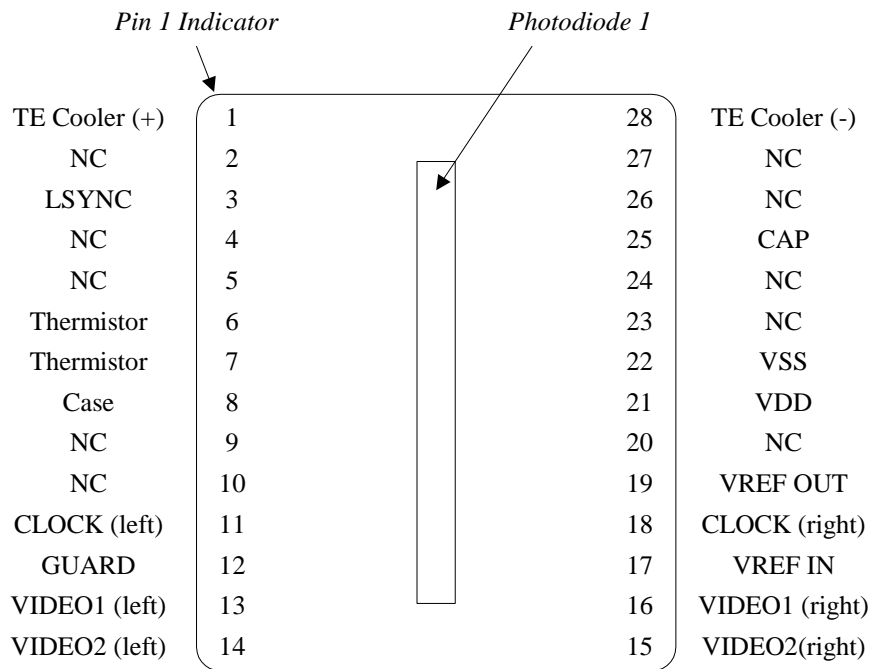 Pin 1 Indicator Photodiode 1
TE Cooler (+) 1 28 TE Cooler (-)
NC 2 27 NC
LSYNC 3 26 NC
NC 4 25 CAP
NC 5 24 NC
Thermistor 6 23 NC
Thermistor 7 22 VSS
Case 8 21 VDD
NC 9 20 NC
NC 10 19 VREF OUT
CLOCK (left) 11 18 CLOCK (right)
GUARD 12 17 VREF IN
VIDEO1 (left) 13 16 VIDEO1 (right)
VIDEO2 (left) 14 15 VIDEO2(right)